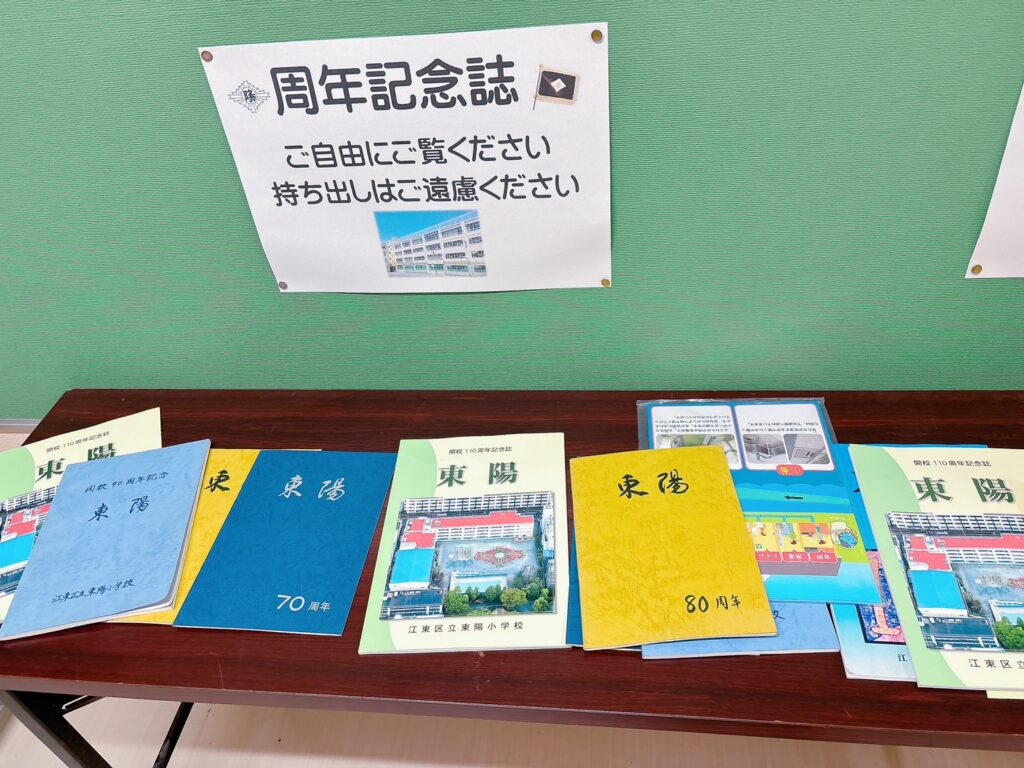 陽
周年記念誌
ご自由にご覧ください
持ち出しはご遠慮ください
開校110周年記念誌
東陽
開校90周年記念
東陽
江東区立東陽小学校
東
東陽
70周年
開校110周年記念誌
東陽
江東区立東陽小学校
東陽
80周年
開校110周年記念誌
東陽
江東区立
江